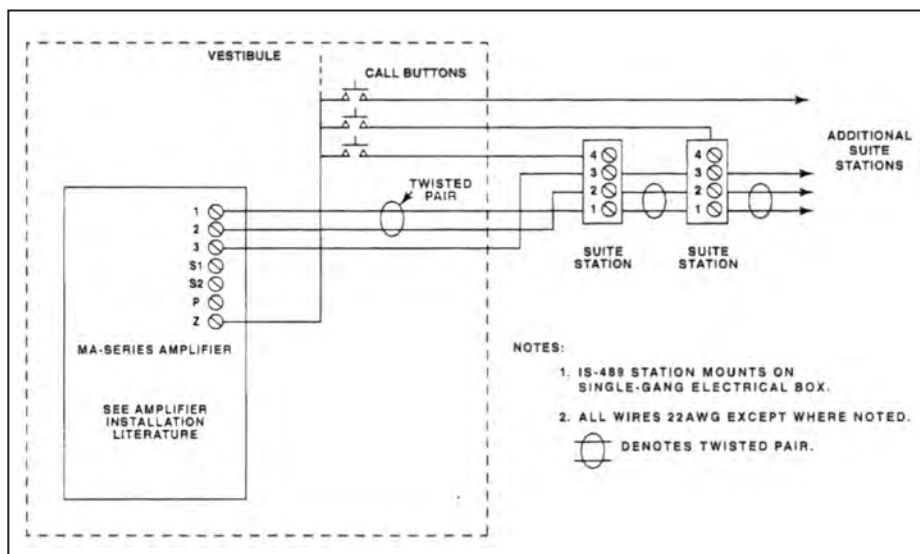 VESTIBULE
CALL BUTTONS
ADDITIONAL
SUITE
STATIONS
4
3
2
1
4
3
2
1
TWISTED
PAIR
SUITE
STATION
SUITE
STATION
1
2
3
S1
S2
P
Z
MA-SERIES AMPLIFIER
SEE AMPLIFIER
INSTALLATION
LITERATURE
NOTES:
1. IS-489 STATION MOUNTS ON
SINGLE-GANG ELECTRICAL BOX.
2. ALL WIRES 22AWG EXCEPT WHERE NOTED.
DENOTES TWISTED PAIR.